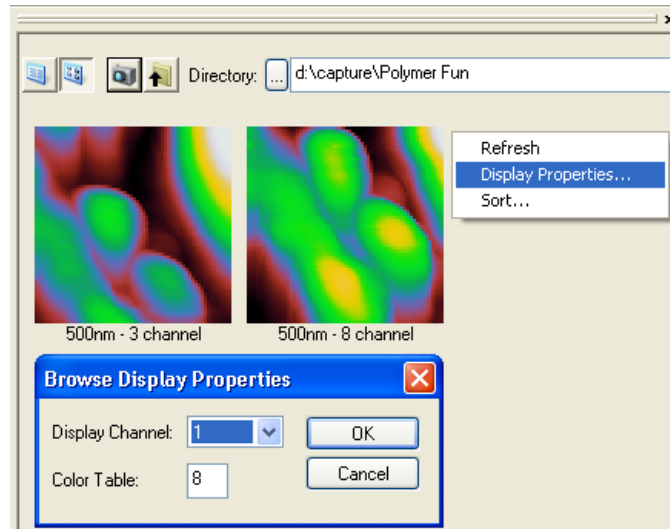 Directory: ... d:\capture\Polymer Fun
Refresh
Display Properties...
Sort...
500nm - 3 channel
500nm - 8 channel
Browse Display Properties
Display Channel: 1
OK
Color Table: 8
Cancel